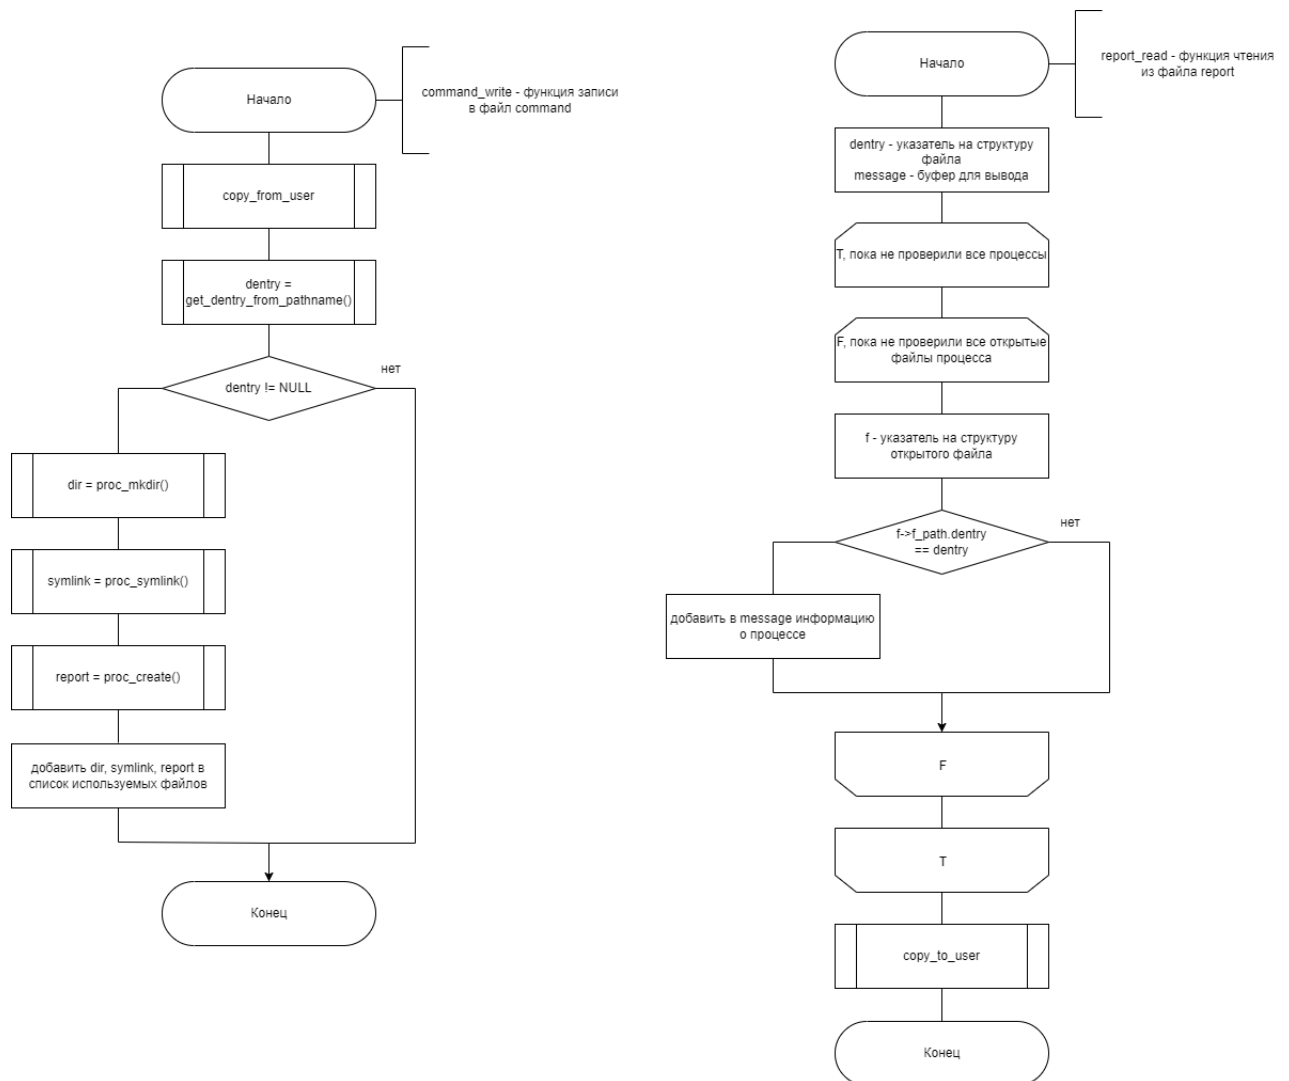 Начало
command_write - функция записи
в файл command
copy_from_user
dentry =
get_dentry_from_pathname()
dentry != NULL
нет
dir = proc_mkdir()
symlink = proc_symlink()
report = proc_create()
добавить dir, symlink, report в
список используемых файлов
Конец
Начало
report_read - функция чтения
из файла report
dentry - указатель на структуру
файла
message - буфер для вывода
T, пока не проверили все процессы
F, пока не проверили все открытые
файлы процесса
f - указатель на структуру
открытого файла
f->f_path.dentry
== dentry
нет
добавить в message информацию
о процессе
F
T
copy_to_user
Конец